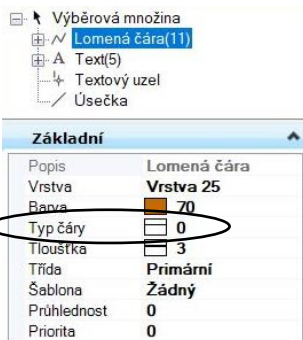 Výběrová množina
Lomená čára(11)
A Text(5)
Textový uzel
Úsečka
Základní
Popis Lomená čára
Vrstva Vrstva 25
Barva 70
Typ čáry 0
Tloušťka 3
Třída Primární
Šablona Žádný
Průhlednost 0
Priorita 0